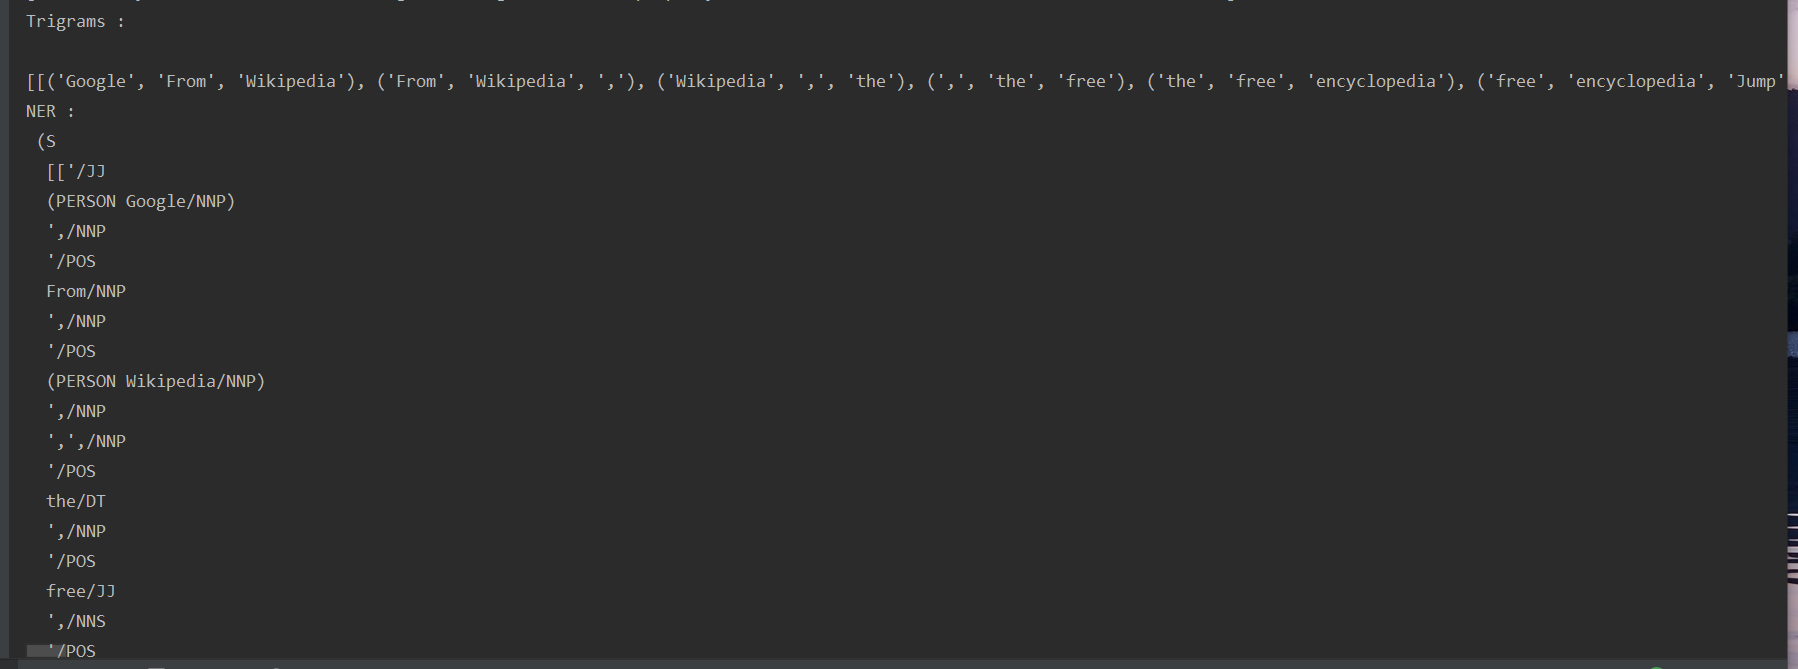 Trigrams :
[[('Google', 'From', 'Wikipedia'), ('From', 'Wikipedia', ','), ('Wikipedia', ',', 'the'), (',', 'the', 'free'), ('the', 'free', 'encyclopedia'), ('free', 'encyclopedia', 'Jump'
NER :
(S
[['/JJ
(PERSON Google/NNP)
',/NNP
'/POS
From/NNP
',/NNP
'/POS
(PERSON Wikipedia/NNP)
',/NNP
',',/NNP
'/POS
the/DT
',/NNP
'/POS
free/JJ
',/NNS
'/POS